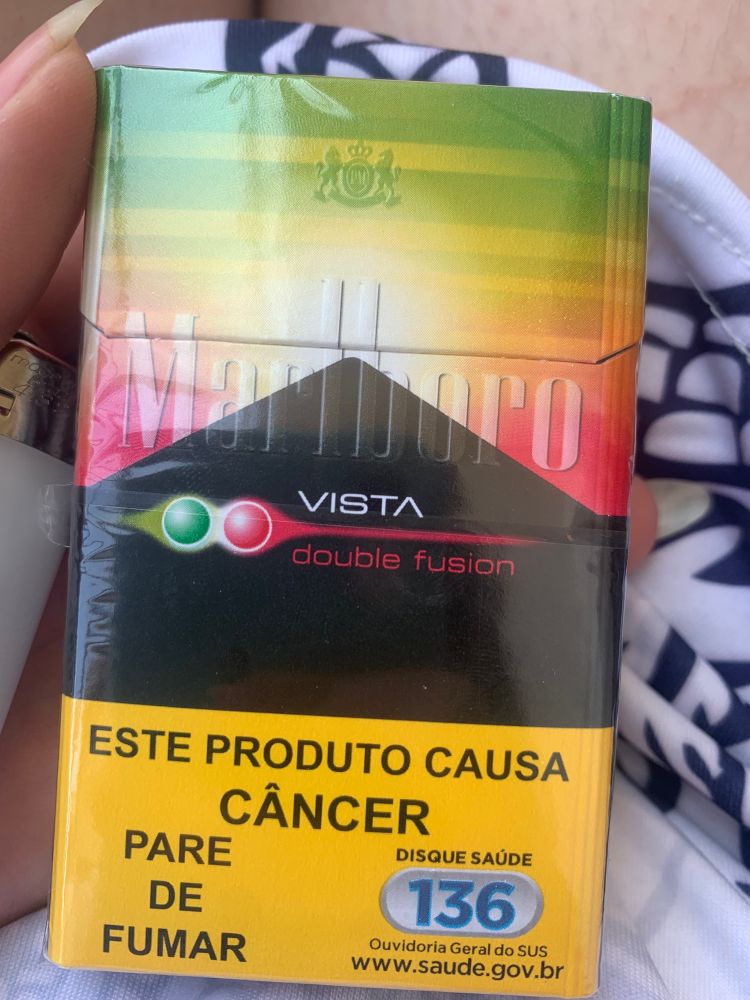 Marlboro
VISTA
double fusion
ESTE PRODUTO CAUSA
CÂNCER
PARE
DE
FUMAR
DISQUE SAÚDE
136
Ouvidoria Geral do SUS
www.saude.gov.br